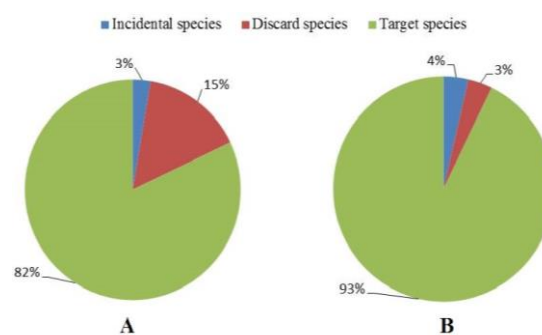 Incidental species Discard species Target species
3%
15%
82%
4%
3%
93%
A
B